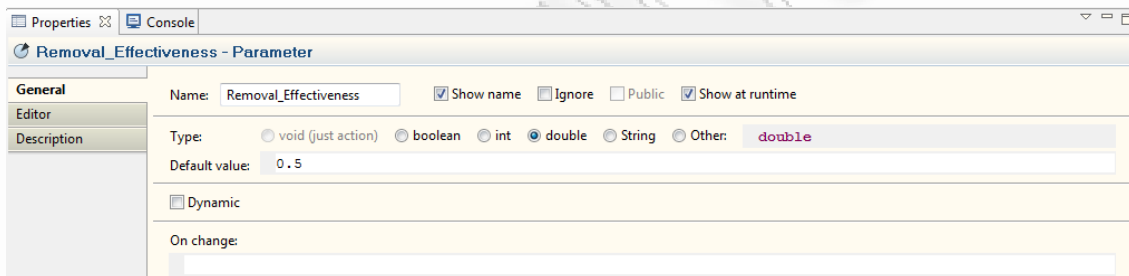 Properties Console
Removal_Effectiveness - Parameter
General
Editor
Description
Name: Removal_Effectiveness Show name Ignore Public Show at runtime
Type: void (just action) boolean int double String Other: double
Default value: 0.5
Dynamic
On change: